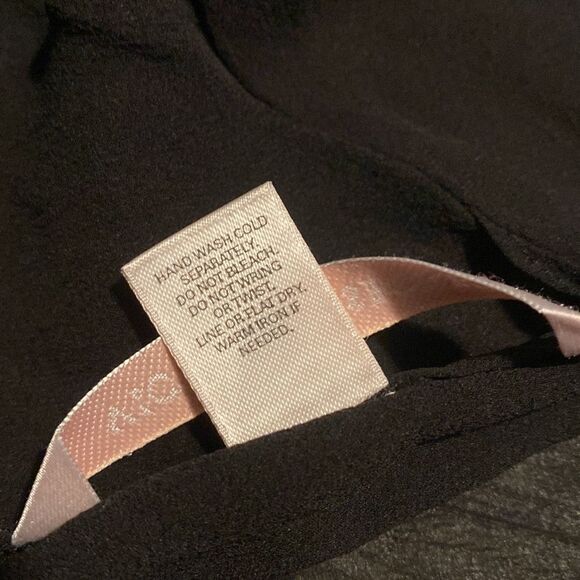 HAND WASH COLD
SEPARATELY.
DO NOT BLEACH.
DO NOT WRING
OR TWIST.
LINE OR FLAT DRY.
WARM IRON IF
NEEDED.